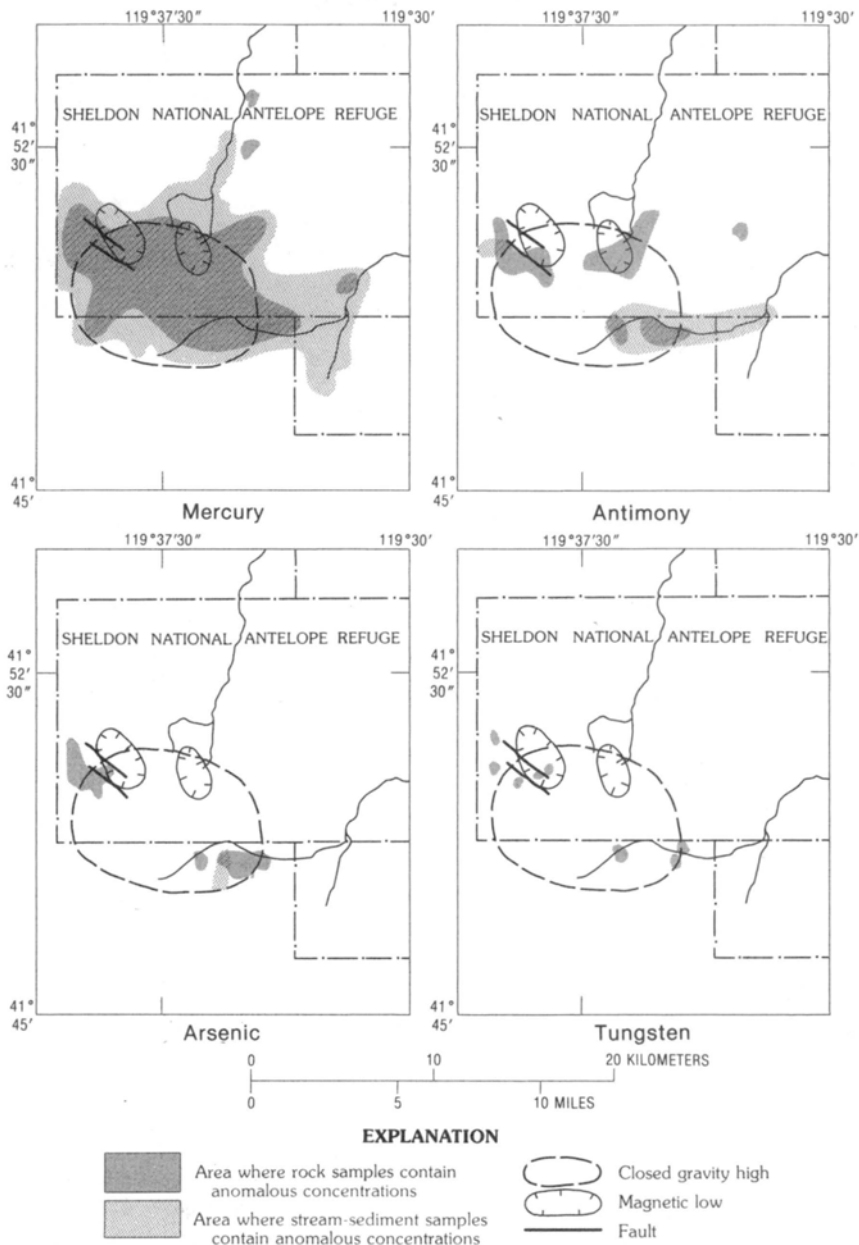 119°37'30" 119°30' 119°37'30" 119°30'
SHELDON NATIONAL ANTELOPE REFUGE SHELDON NATIONAL ANTELOPE REFUGE
41° 41°
52' 52'
30" 30"
41° 41°
45' 45'
Mercury Antimony
119°37'30" 119°30' 119°37'30" 119°30'
SHELDON NATIONAL ANTELOPE REFUGE SHELDON NATIONAL ANTELOPE REFUGE
41° 41°
52' 52'
30" 30"
41° 41°
45' 45'
Arsenic Tungsten
0 10 20 KILOMETERS
0 5 10 MILES
EXPLANATION
Area where rock samples contain
anomalous concentrations
Area where stream-sediment samples
contain anomalous concentrations
Closed gravity high
Magnetic low
Fault